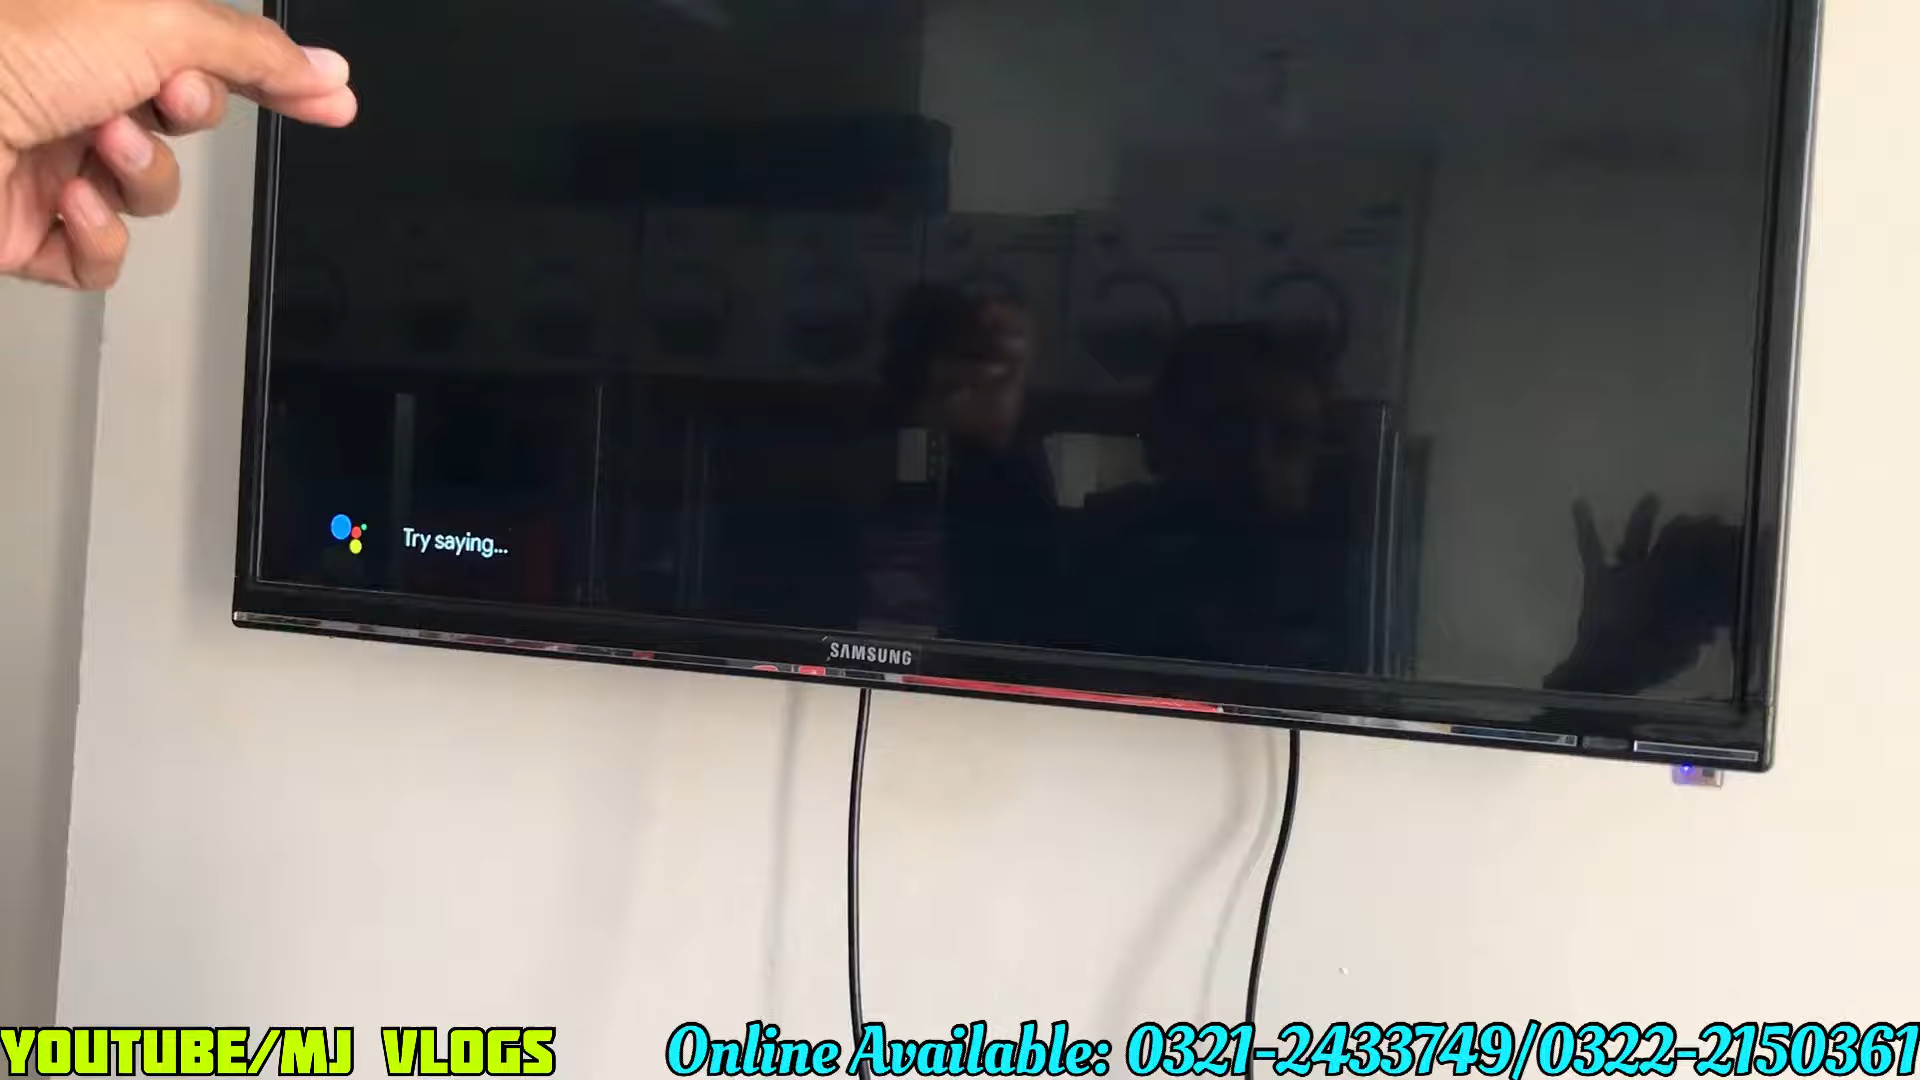 Try saying...
SAMSUNG
YOUTUBE/MJ VLOGS
Online Available: 0321-2433749/0322-2150361